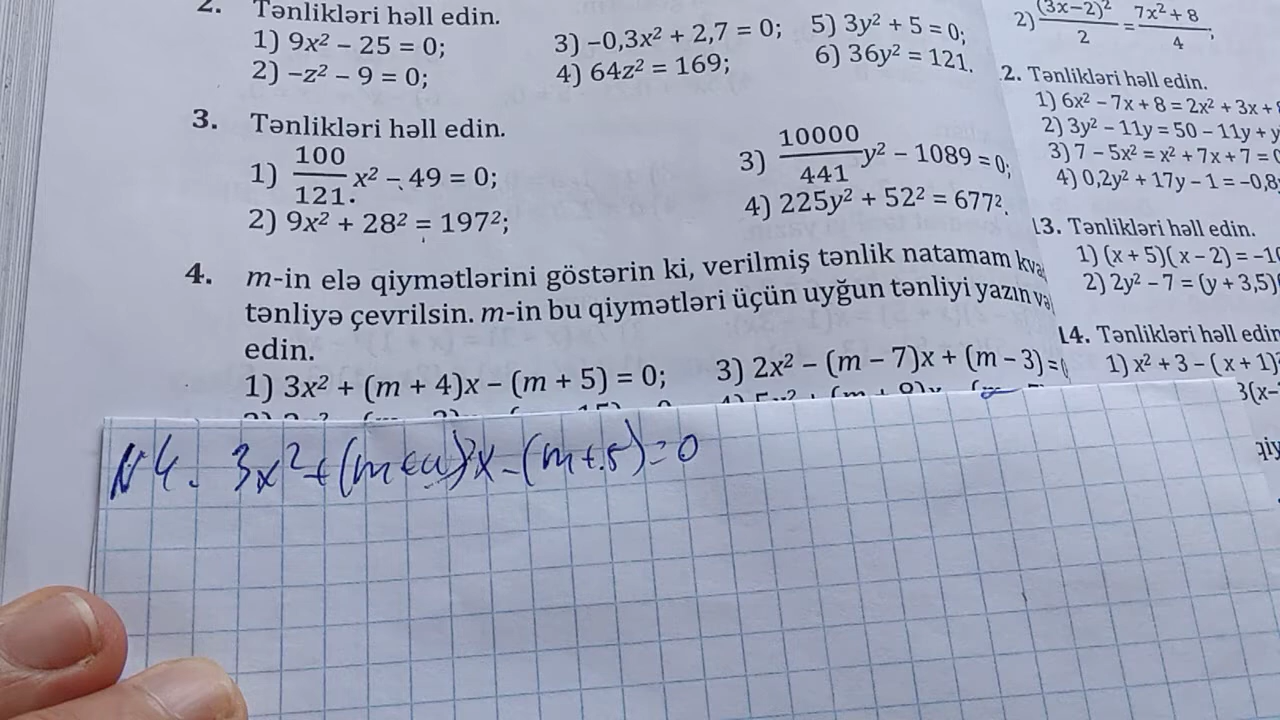 2. Tənlikləri həll edin.
1) 9x² − 25 = 0;
2) −z² − 9 = 0;
3) −0,3x² + 2,7 = 0;
4) 64z² = 169;
5) 3y² + 5 = 0;
6) 36y² = 121.
3. Tənlikləri həll edin.
1) 100/121 x² − 49 = 0;
2) 9x² + 28² = 197²;
3) 10000/441 y² − 1089 = 0;
4) 225y² + 52² = 677².
4. m-in elə qiymətlərini göstərin ki, verilmiş tənlik natamam
tənliyə çevrilsin. m-in bu qiymətləri üçün uyğun tənliyi yazın
edin.
1) 3x² + (m + 4)x − (m + 5) = 0;
3) 2x² − (m − 7)x + (m − 3) =
N4. 3x² + (m+4)x − (m+5) = 0
2) (3x−2)²/2 = 7x² + 8/4;
2. Tənlikləri həll edin.
1) 6x² − 7x + 8 = 2x² + 3x +
2) 3y² − 11y = 50 − 11y + y
3) 7 − 5x² = x² + 7x + 7 =
4) 0,2y² + 17y − 1 = −0,8
13. Tənlikləri həll edin.
1) (x + 5)(x − 2) = −1
2) 2y² − 7 = (y + 3,5)
14. Tənlikləri həll edin
1) x² + 3 − (x + 1)
3(x−